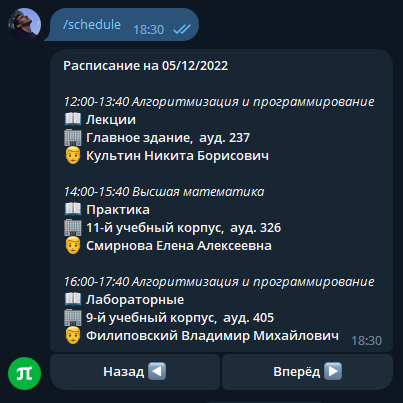 /schedule
18:30
Расписание на 05/12/2022
12:00-13:40 Алгоритмизация и программирование
Лекции
Главное здание, ауд. 237
Культин Никита Борисович
14:00-15:40 Высшая математика
Практика
11-й учебный корпус, ауд. 326
Смирнова Елена Алексеевна
16:00-17:40 Алгоритмизация и программирование
Лабораторные
9-й учебный корпус, ауд. 405
Филиповский Владимир Михайлович
18:30
Назад
Вперёд
π